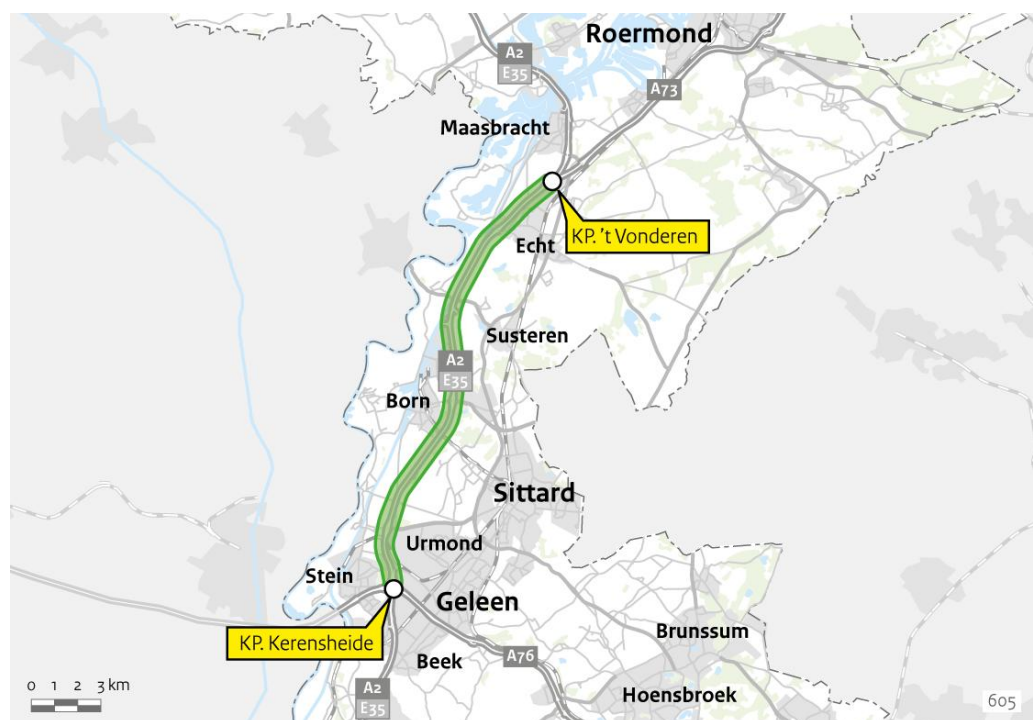 Roermond
A2
E35
A73
Maasbracht
KP. 't Vonderen
Echt
Susteren
A2
E35
Born
Sittard
Urmond
Stein
Geleen
KP. Kerensheide
Brunssum
Beek
A76
A2
E35
Hoensbroek
0 1 2 3 km
605